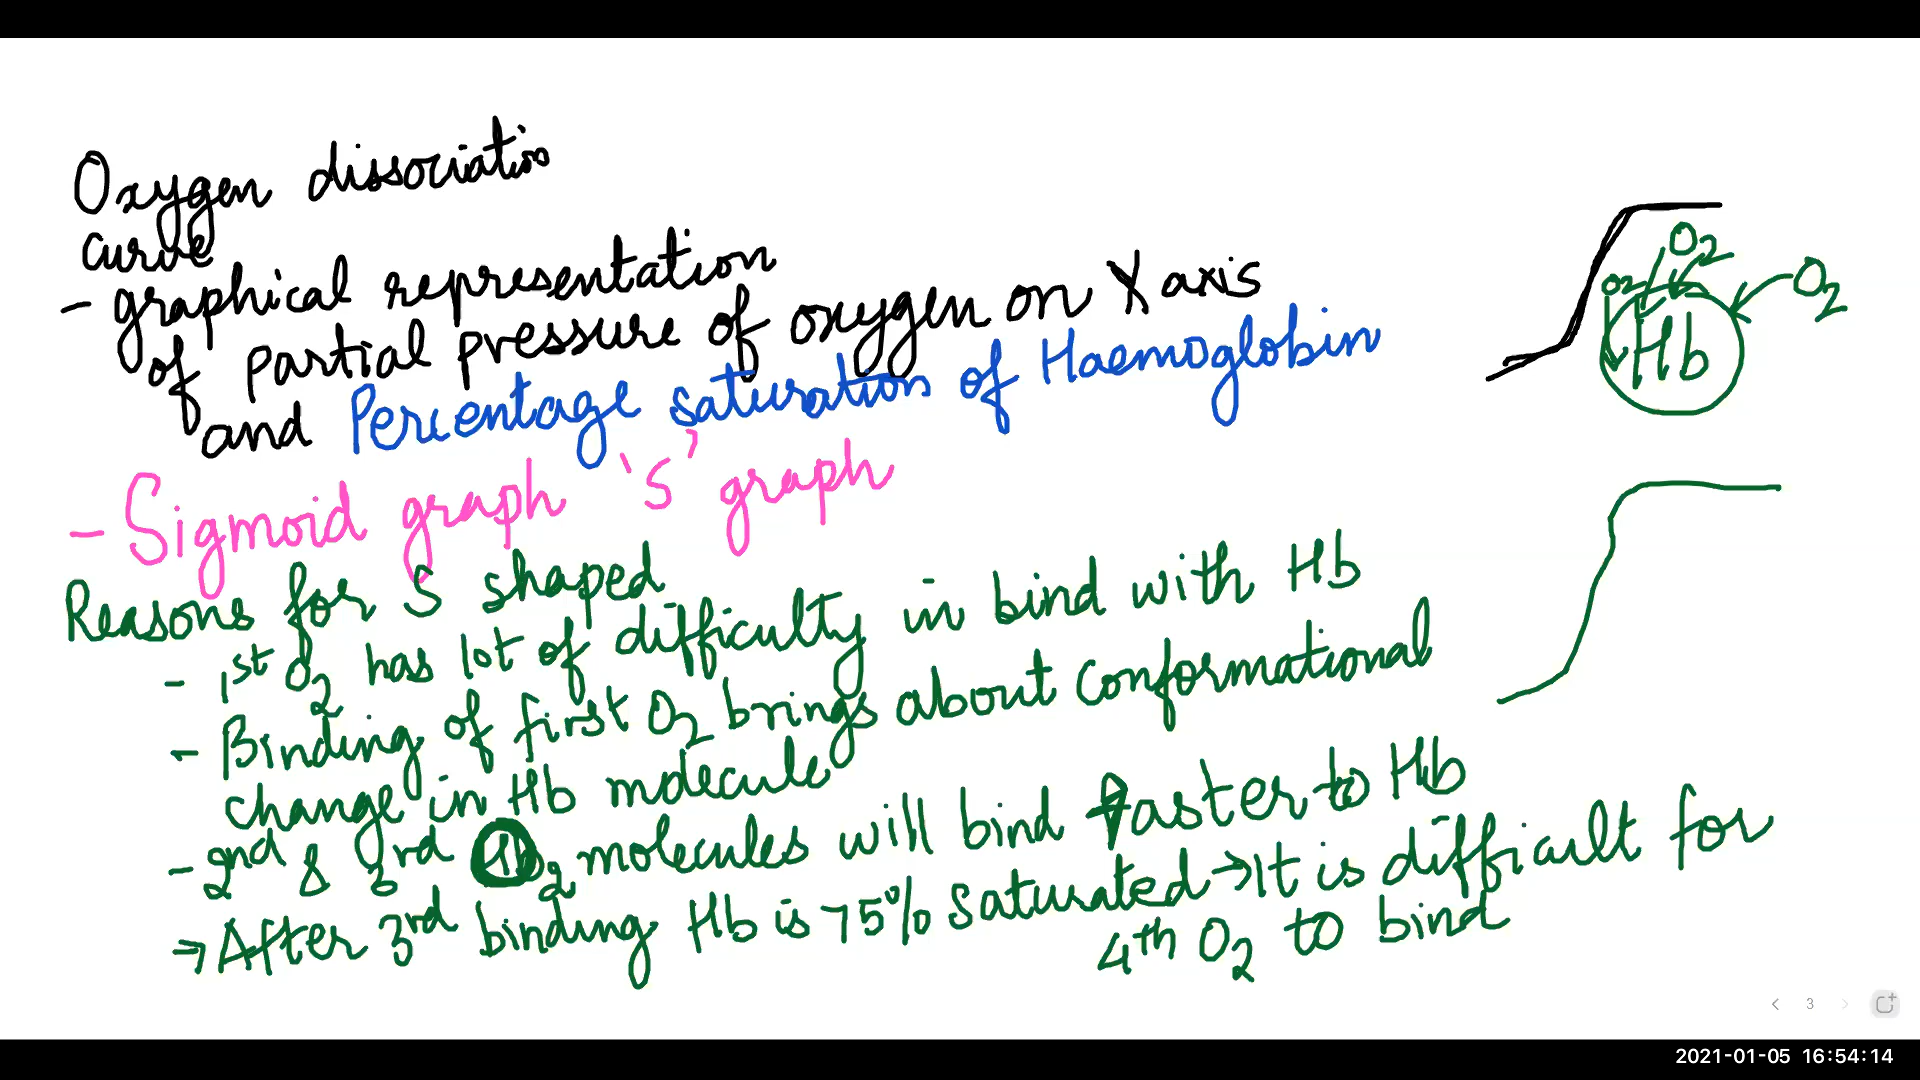 Oxygen dissociation
curve
- graphical representation
of partial pressure of oxygen on X axis
and Percentage saturation of Haemoglobin
- Sigmoid graph 'S' graph
Reasons for S shaped
- 1st O2 has lot of difficulty in bind with Hb
- Binding of first O2 brings about conformational
change in Hb molecule
- 2nd & 3rd O2 molecules will bind faster to Hb
→ After 3rd binding Hb is 75% saturated → It is difficult for
4th O2 to bind
O2
O2
O2
Hb
3
2021-01-05 16:54:14